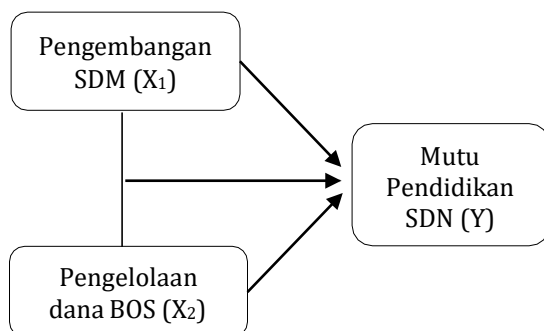 Pengembangan
SDM (X1)
Mutu
Pendidikan
SDN (Y)
Pengelolaan
dana BOS (X2)